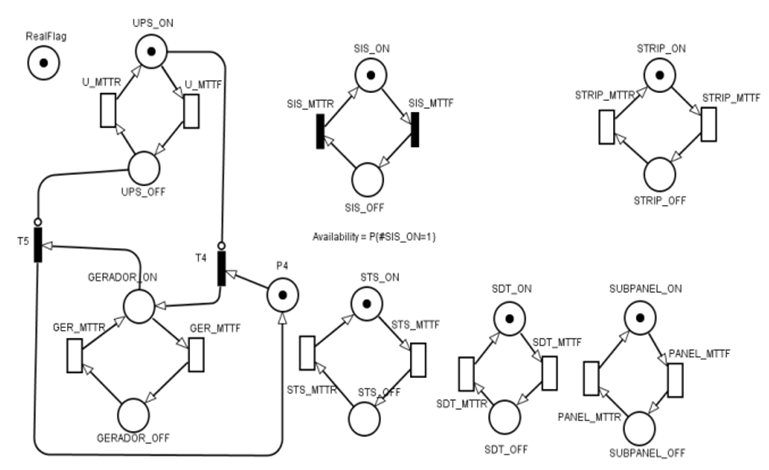 RealFlag
UPS_ON
U_MTTR
U_MTTF
UPS_OFF
SIS_ON
SIS_MTTR
SIS_MTTF
SIS_OFF
STRIP_ON
STRIP_MTTR
STRIP_MTTF
STRIP_OFF
Availability = P{#SIS_ON=1}
T5
T4
P4
GERADOR_ON
GER_MTTR
GER_MTTF
GERADOR_OFF
STS_ON
STS_MTTF
STS_MTTR
STS_OFF
SDT_ON
SDT_MTTF
SDT_MTTR
SDT_OFF
SUBPANEL_ON
PANEL_MTTF
PANEL_MTTR
SUBPANEL_OFF